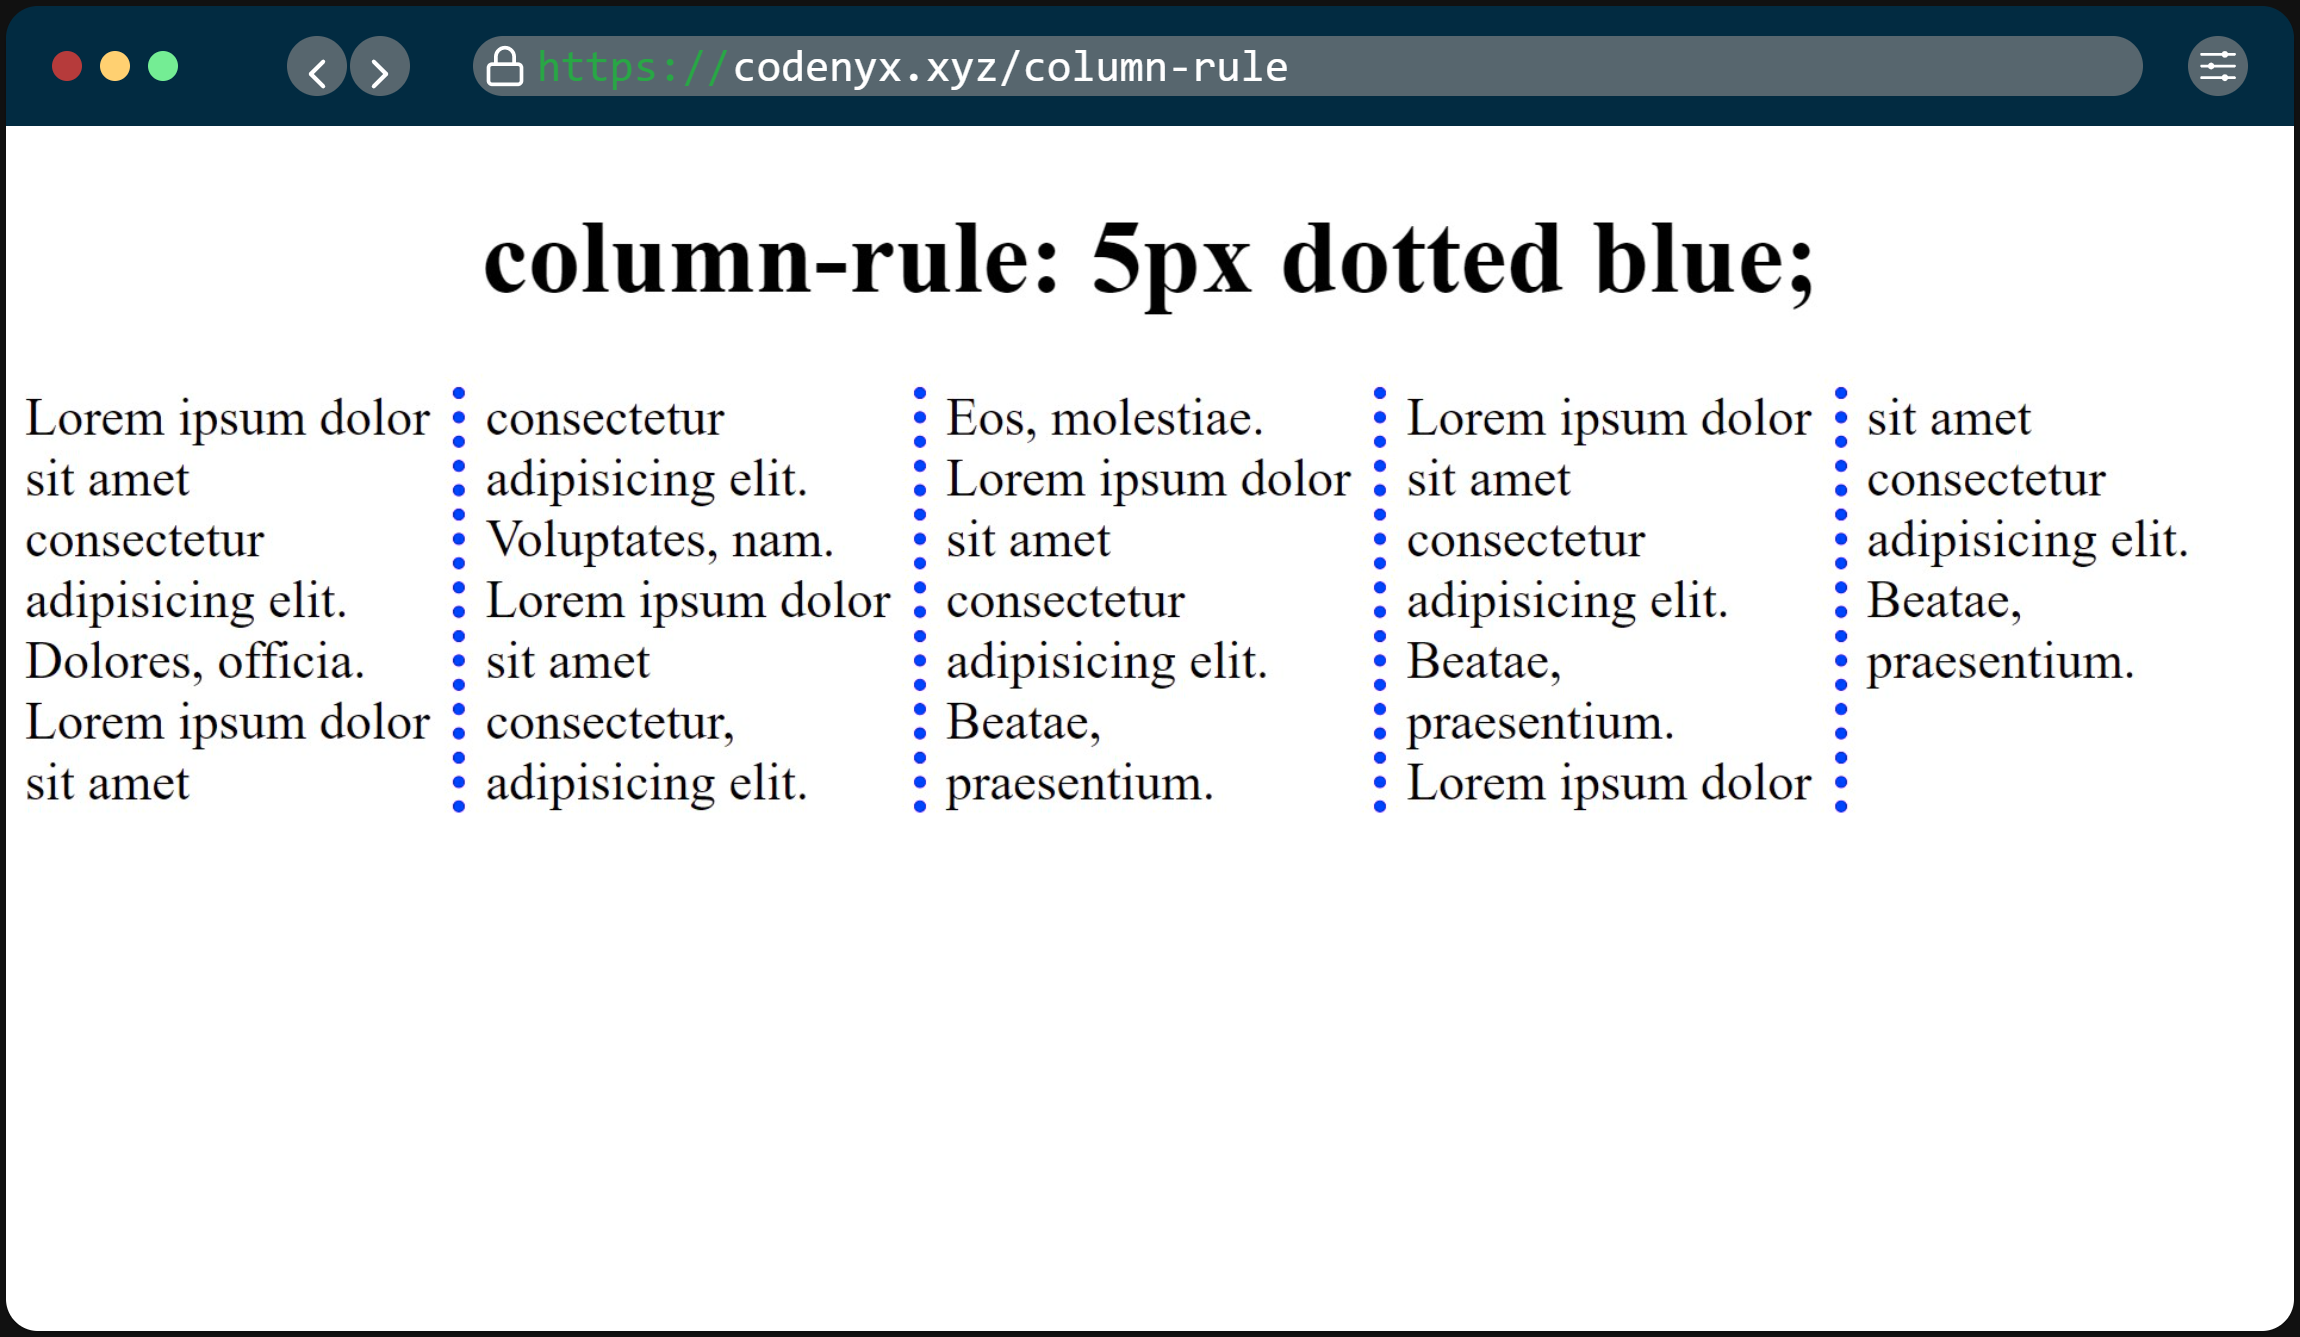 https://codenyx.xyz/column-rule
column-rule: 5px dotted blue;
Lorem ipsum dolor
sit amet
consectetur
adipisicing elit.
Dolores, officia.
Lorem ipsum dolor
sit amet
consectetur
adipisicing elit.
Voluptates, nam.
Lorem ipsum dolor
sit amet
consectetur,
adipisicing elit.
Eos, molestiae.
Lorem ipsum dolor
sit amet
consectetur
adipisicing elit.
Beatae,
praesentium.
Lorem ipsum dolor
sit amet
consectetur
adipisicing elit.
Beatae,
praesentium.
Lorem ipsum dolor
sit amet
consectetur
adipisicing elit.
Beatae,
praesentium.